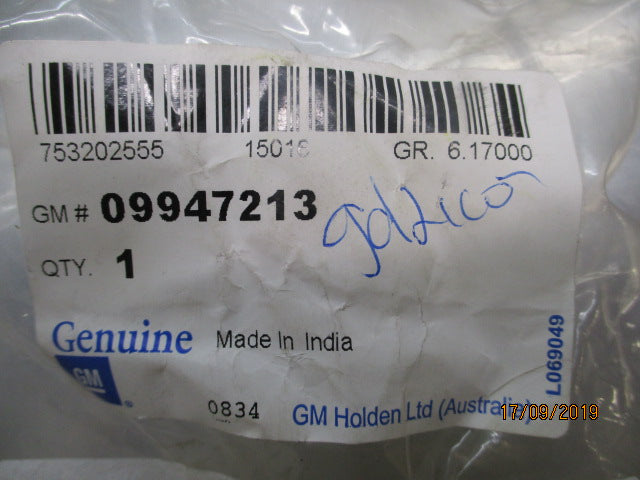 753202555 15016 GR. 6.17000
GM # 09947213
QTY. 1
Genuine Made In India
GM
0834 GM Holden Ltd (Australia)
L069049
17/09/2019